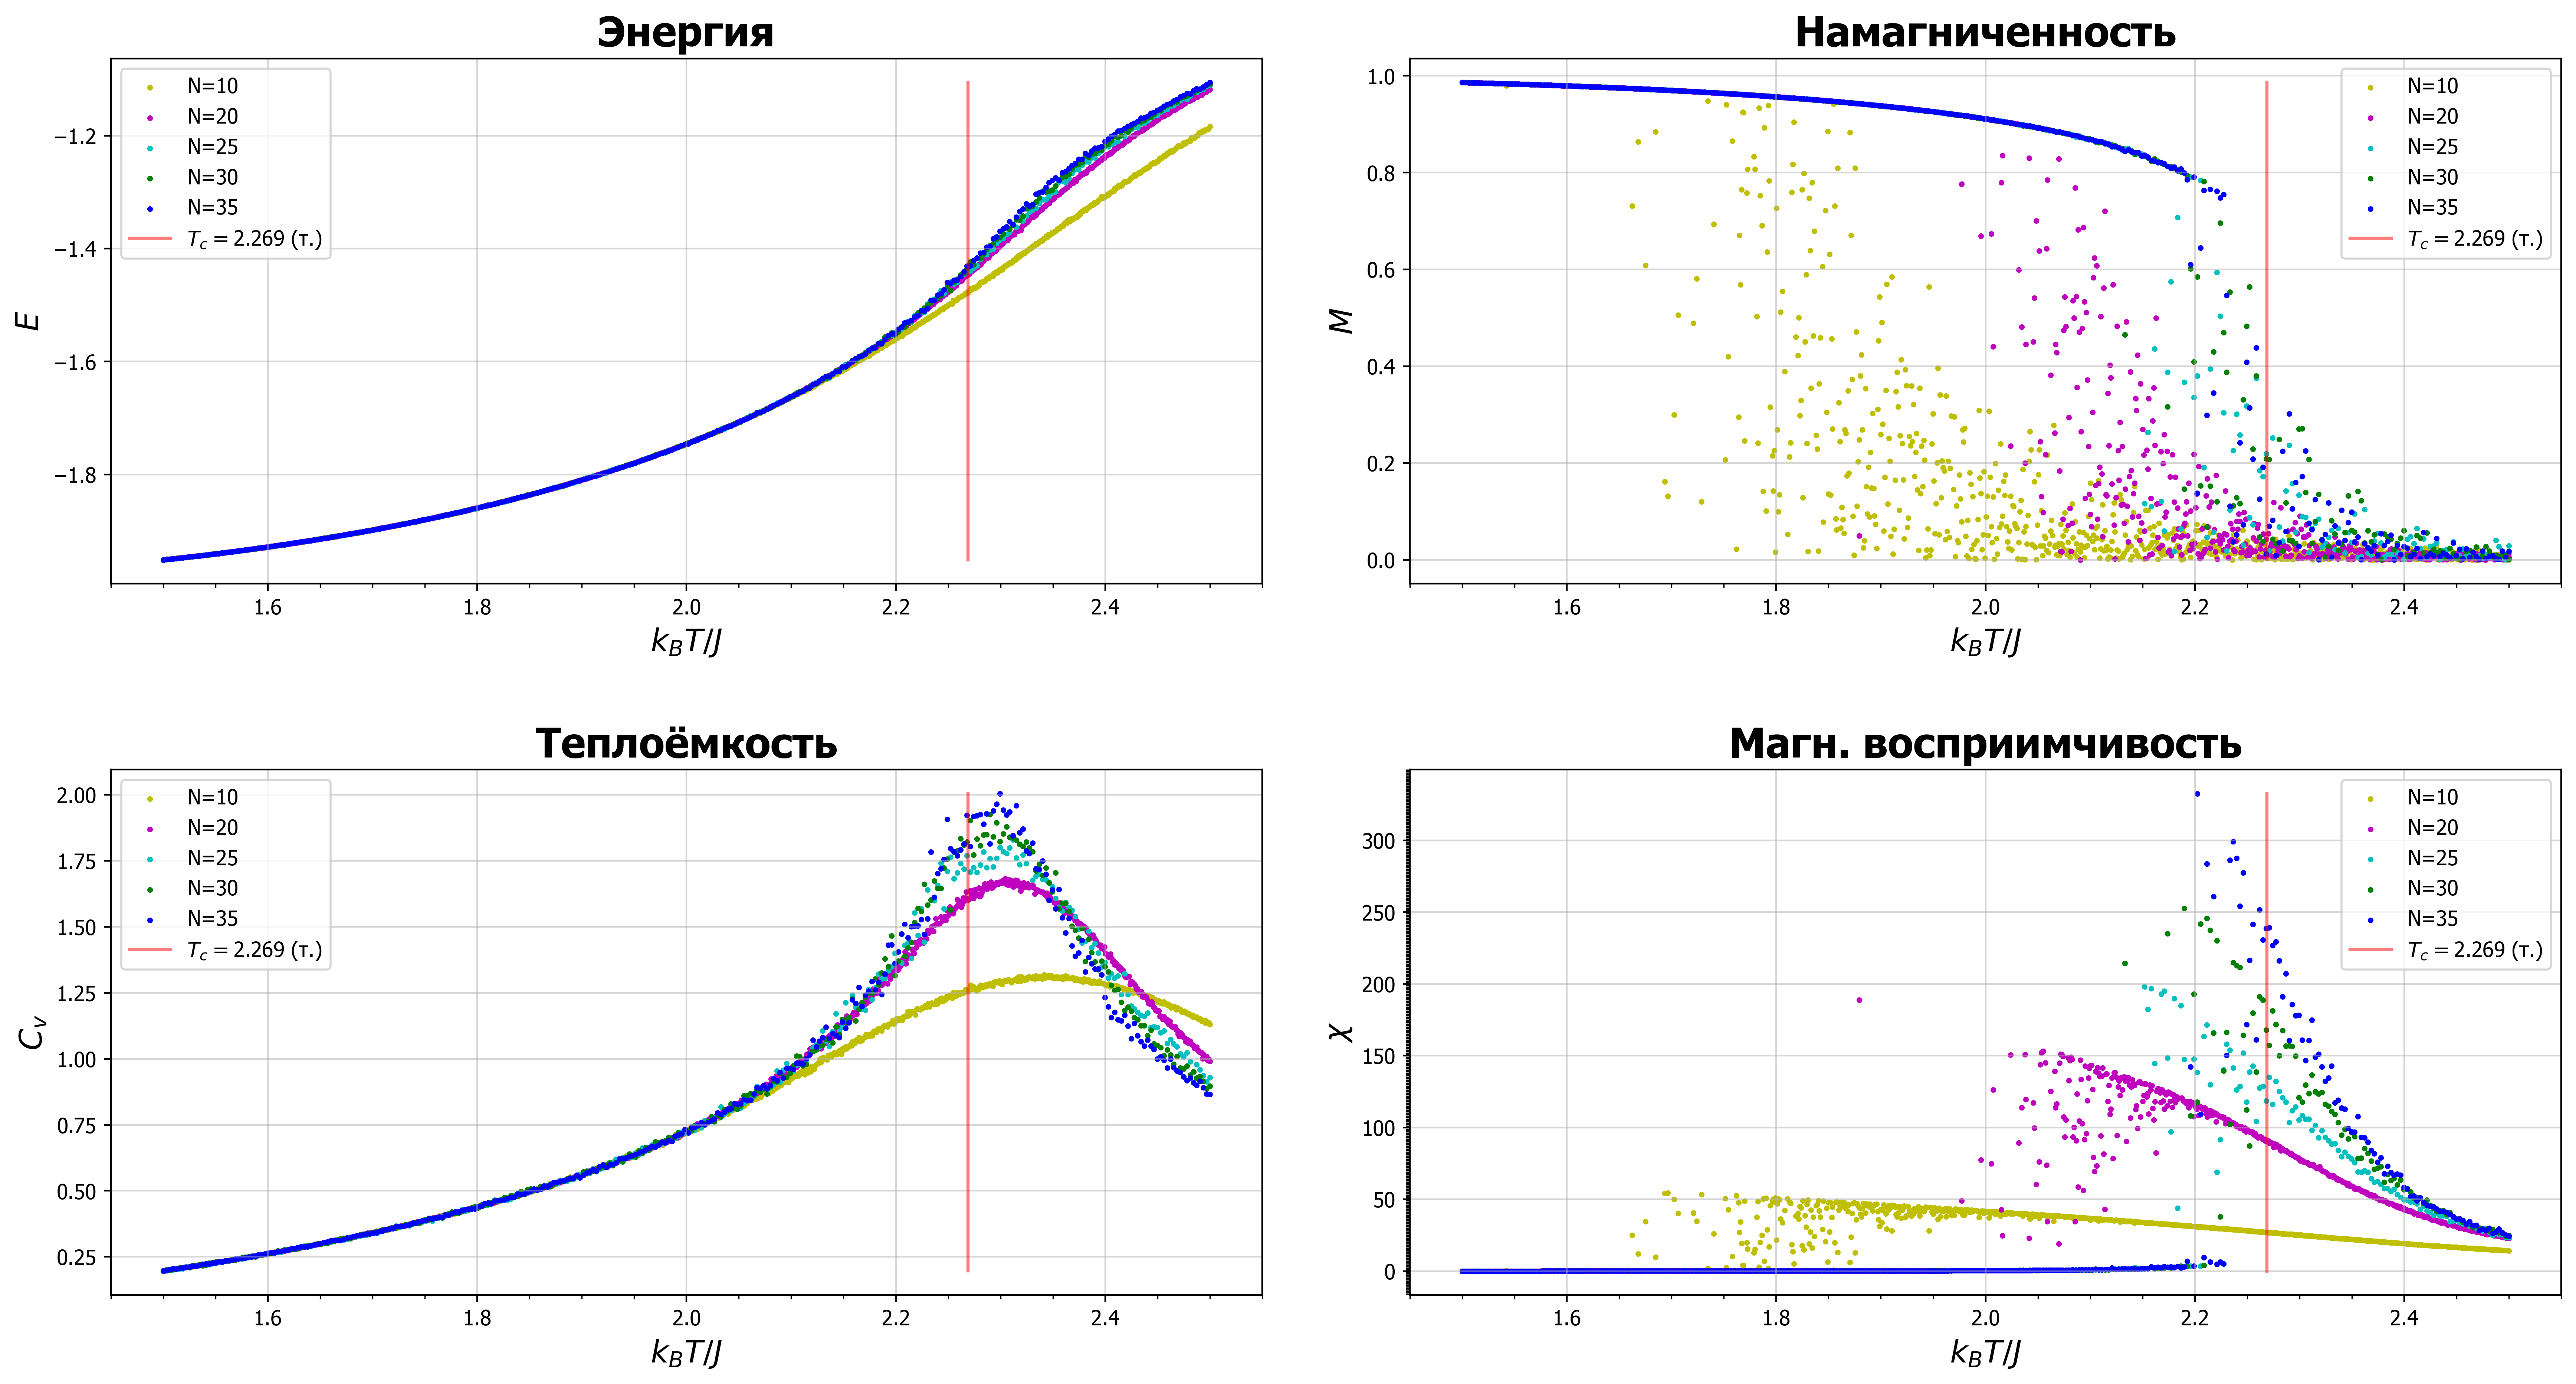 Энергия
N=10
N=20
N=25
N=30
N=35
T_c = 2.269 (т.)
−1.2
−1.4
−1.6
−1.8
E
1.6 1.8 2.0 2.2 2.4
k_BT/J
Намагниченность
N=10
N=20
N=25
N=30
N=35
T_c = 2.269 (т.)
1.0
0.8
0.6
0.4
0.2
0.0
M
1.6 1.8 2.0 2.2 2.4
k_BT/J
Теплоёмкость
N=10
N=20
N=25
N=30
N=35
T_c = 2.269 (т.)
2.00
1.75
1.50
1.25
1.00
0.75
0.50
0.25
C_v
1.6 1.8 2.0 2.2 2.4
k_BT/J
Магн. восприимчивость
N=10
N=20
N=25
N=30
N=35
T_c = 2.269 (т.)
300
250
200
150
100
50
0
χ
1.6 1.8 2.0 2.2 2.4
k_BT/J